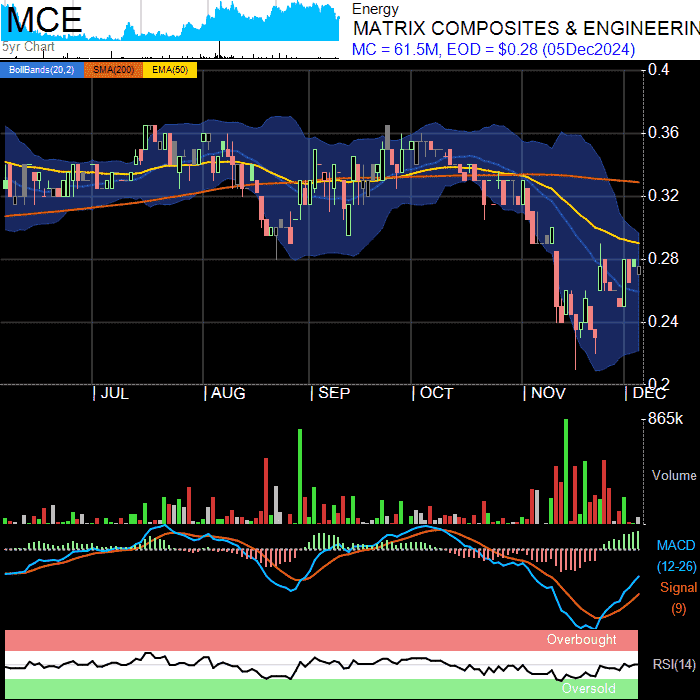 MCE
5yr Chart
Energy
MATRIX COMPOSITES & ENGINEERIN
MC = 61.5M, EOD = $0.28 (05Dec2024)
BollBands(20,2) SMA(200) EMA(50)
0.4
0.36
0.32
0.28
0.24
0.2
JUL AUG SEP OCT NOV DEC
865k
Volume
MACD
(12-26)
Signal
(9)
Overbought
RSI(14)
Oversold